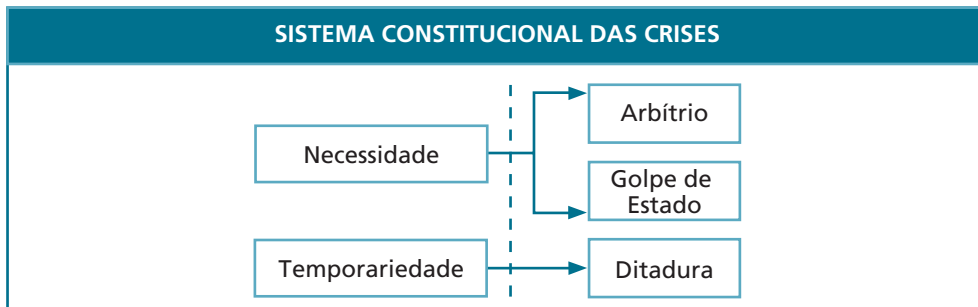 SISTEMA CONSTITUCIONAL DAS CRISES
Necessidade
Arbítrio
Golpe de
Estado
Temporariedade
Ditadura